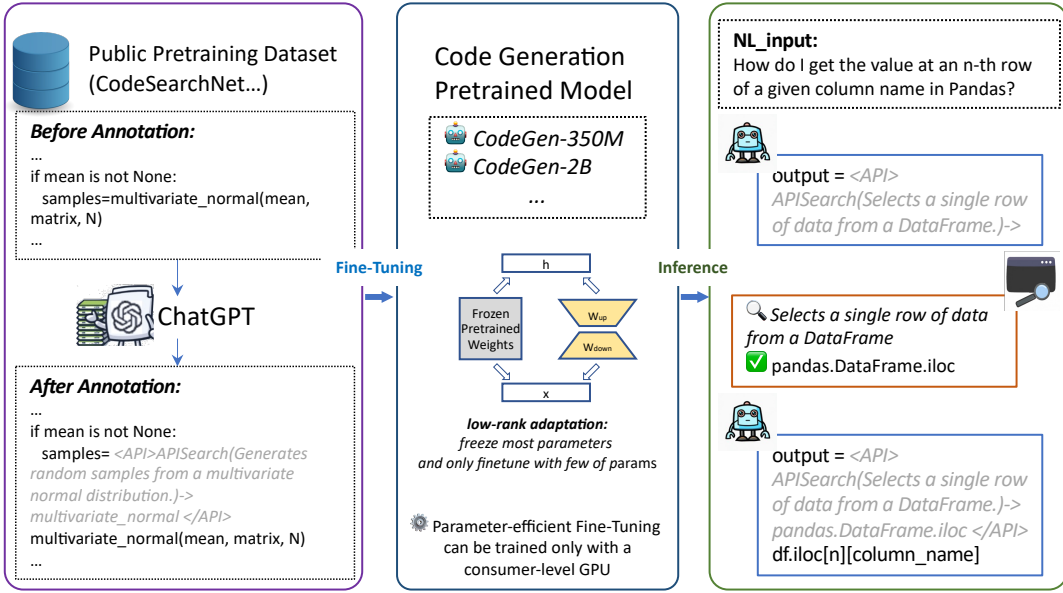 Public Pretraining Dataset
(CodeSearchNet...)
Before Annotation:
...
if mean is not None:
samples=multivariate_normal(mean,
matrix, N)
...
ChatGPT
After Annotation:
...
if mean is not None:
samples= <API>APISearch(Generates
random samples from a multivariate
normal distribution.)->
multivariate_normal </API>
multivariate_normal(mean, matrix, N)
...
Fine-Tuning
Code Generation
Pretrained Model
CodeGen-350M
CodeGen-2B
...
h
Frozen
Pretrained
Weights
Wup
Wdown
x
low-rank adaptation:
freeze most parameters
and only finetune with few of params
Parameter-efficient Fine-Tuning
can be trained only with a
consumer-level GPU
Inference
NL_input:
How do I get the value at an n-th row
of a given column name in Pandas?
output = <API>
APISearch(Selects a single row
of data from a DataFrame.)->
Selects a single row of data
from a DataFrame
pandas.DataFrame.iloc
output = <API>
APISearch(Selects a single row
of data from a DataFrame.)->
pandas.DataFrame.iloc </API>
df.iloc[n][column_name]